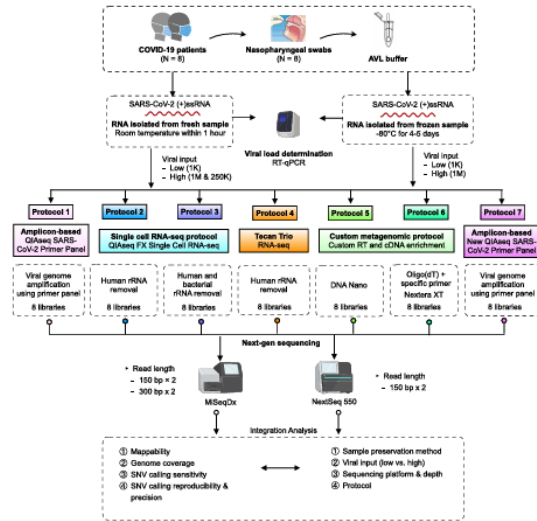 COVID-19 patients
(N = 8)
Nasopharyngeal swabs
(N = 8)
AVL buffer
SARS-CoV-2 (+)ssRNA
RNA isolated from fresh sample
Room temperature within 1 hour
SARS-CoV-2 (+)ssRNA
RNA isolated from frozen sample
-80°C for 4-6 days
Viral load determination
RT-qPCR
Viral input
- Low (1K)
- High (1M & 250K)
Viral input
- Low (1K)
- High (1M)
Protocol 1
Protocol 2
Protocol 3
Protocol 4
Protocol 5
Protocol 6
Protocol 7
Amplicon-based
QIAseq SARS-
CoV-2 Primer Panel
Single cell RNA-seq protocol
QIAseq FX Single Cell RNA-seq
Tecan Trio
RNA-seq
Custom metagenomic protocol
Custom RT and cDNA enrichment
Amplicon-based
New QIAseq SARS-
CoV-2 Primer Panel
Viral genome
amplification
using primer panel
8 libraries
Human rRNA
removal
8 libraries
Human and
bacterial
rRNA removal
8 libraries
Human rRNA
removal
8 libraries
DNA Nano
8 libraries
Oligo(dT) +
specific primer
Nextera XT
8 libraries
Viral genome
amplification
using primer panel
8 libraries
Next-gen sequencing
Read length
- 150 bp × 2
- 300 bp x 2
MiSeqDx
NextSeq 550
Read length
- 150 bp x 2
Integration Analysis
① Mappability
② Genome coverage
③ SNV calling sensitivity
④ SNV calling reproducibility &
precision
① Sample preservation method
② Viral input (low vs. high)
③ Sequencing platform & depth
④ Protocol